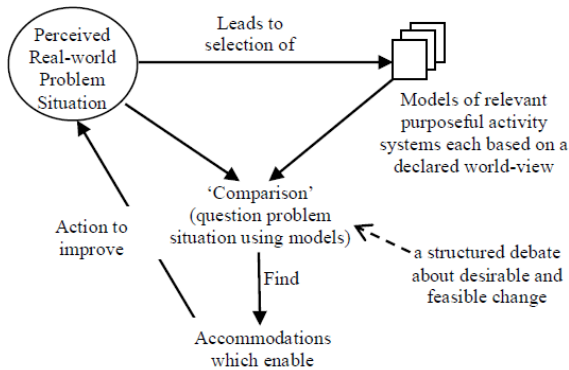 Perceived
Real-world
Problem
Situation
Leads to
selection of
Models of relevant
purposeful activity
systems each based on a
declared world-view
‘Comparison’
(question problem
situation using models)
Action to
improve
a structured debate
about desirable and
feasible change
Find
Accommodations
which enable